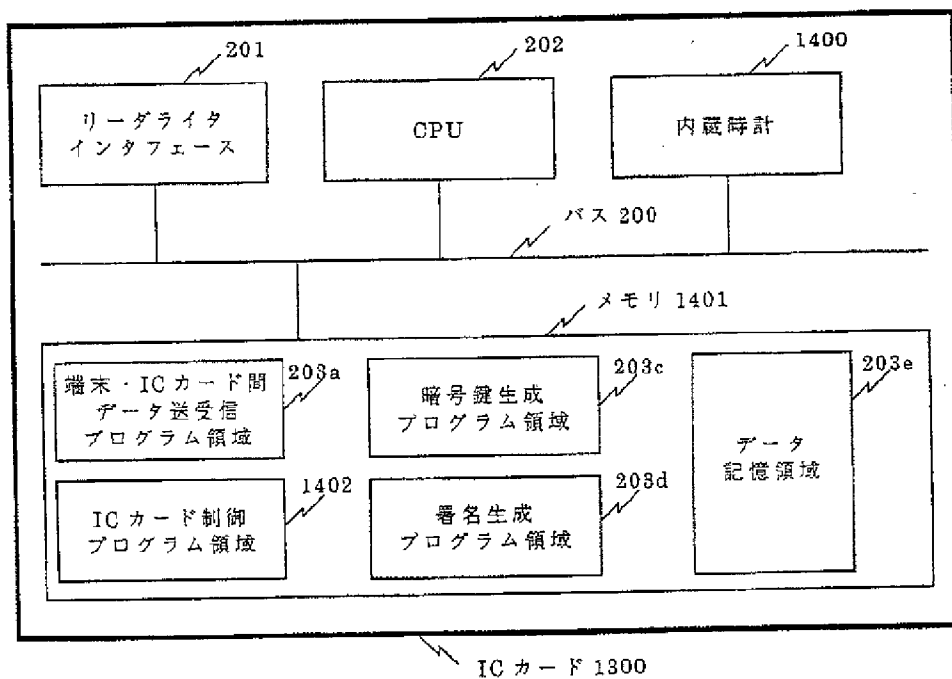 201
リーダライタ
インタフェース
202
CPU
1400
内蔵時計
バス 200
メモリ 1401
203a
端末・ICカード間
データ送受信
プログラム領域
203c
暗号鍵生成
プログラム領域
203e
データ
記憶領域
1402
ICカード制御
プログラム領域
203d
署名生成
プログラム領域
ICカード 1300